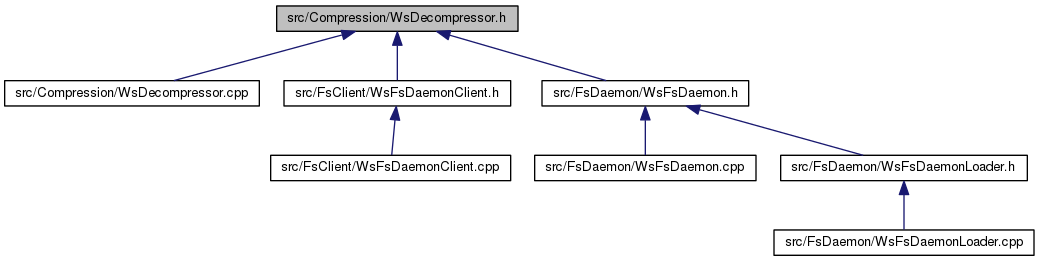 src/Compression/WsDecompressor.h
src/Compression/WsDecompressor.cpp
src/FsClient/WsFsDaemonClient.h
src/FsDaemon/WsFsDaemon.h
src/FsClient/WsFsDaemonClient.cpp
src/FsDaemon/WsFsDaemon.cpp
src/FsDaemon/WsFsDaemonLoader.h
src/FsDaemon/WsFsDaemonLoader.cpp